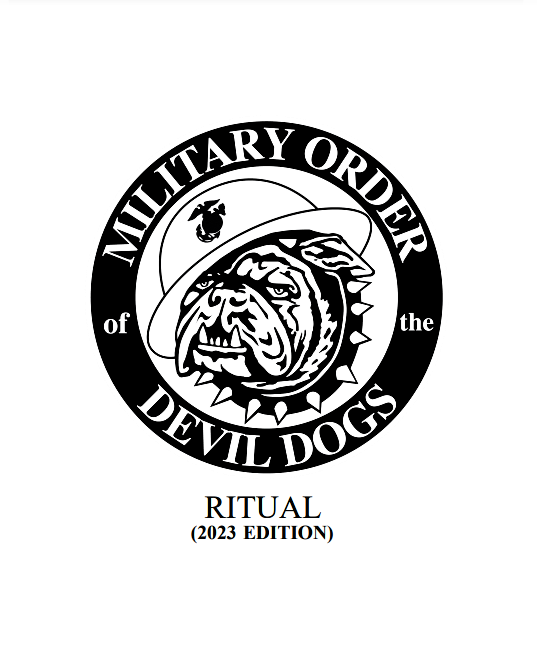 MILITARY ORDER
of the
DEVIL DOGS
RITUAL
(2023 EDITION)